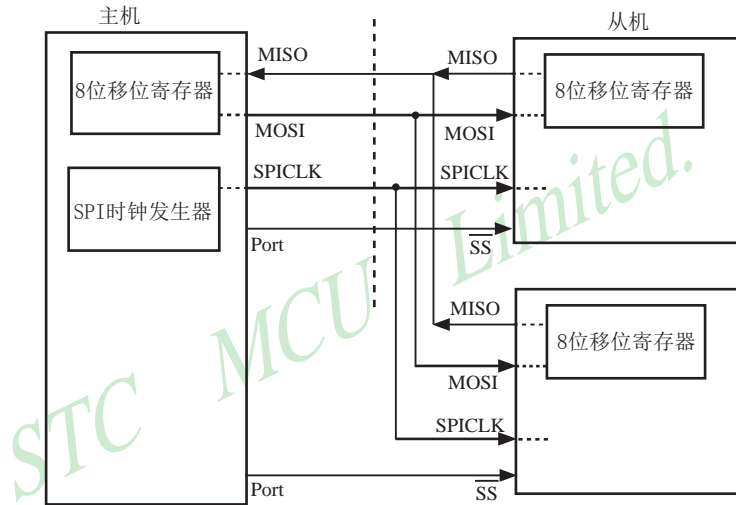 主机
从机
MISO
MISO
8位移位寄存器
8位移位寄存器
MOSI
MOSI
SPICLK
SPICLK
SPI时钟发生器
Port
SS
MISO
8位移位寄存器
MOSI
SPICLK
Port
SS
STC MCU Limited.